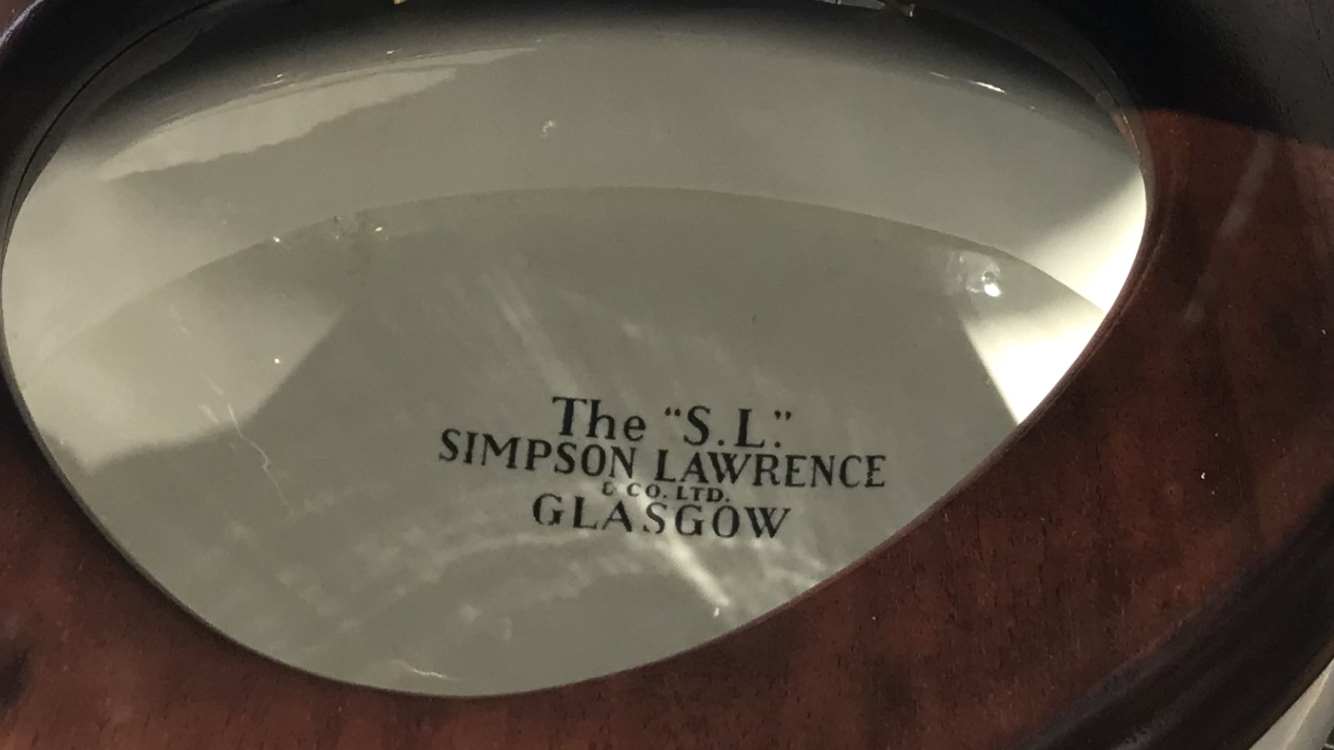 The “S.L.”
SIMPSON LAWRENCE
& CO. LTD.
GLASGOW